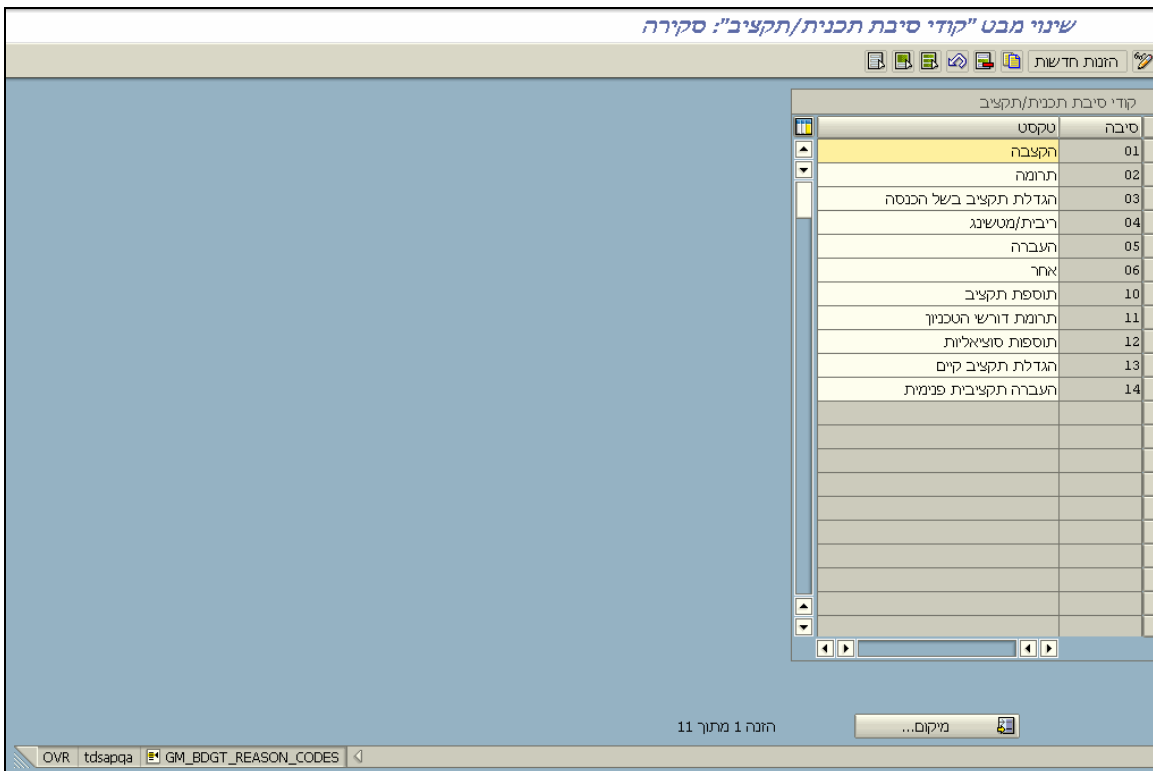 שינוי מבט "קודי סיבת תכנית/תקציב": סקירה
הזנות חדשות
קודי סיבת תכנית/תקציב
סיבה טקסט
01 הקצבה
02 תרומה
03 הגדלת תקציב בשל הכנסה
04 ריבית/מטשינג
05 העברה
06 אחר
10 תוספת תקציב
11 תרומת דורשי הטכניון
12 תוספות סוציאליות
13 הגדלת תקציב קיים
14 העברה תקציבית פנימית
מיקום... הזנה 1 מתוך 11
OVR tdsapqa GM_BDGT_REASON_CODES